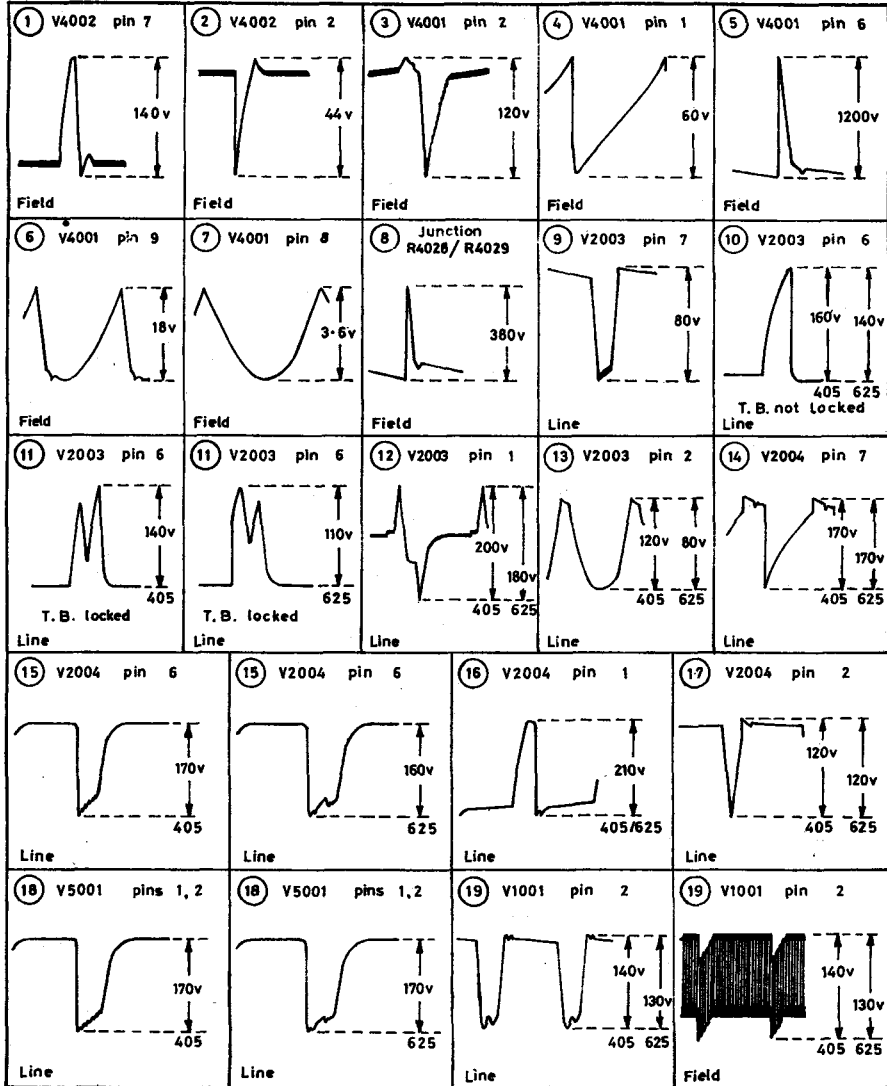 1 V4002 pin 7
140v
Field
2 V4002 pin 2
44v
Field
3 V4001 pin 2
120v
Field
4 V4001 pin 1
60v
Field
5 V4001 pin 6
1200v
Field
6 V4001 pin 9
18v
Field
7 V4001 pin 8
3·6v
Field
8 Junction
R4028/R4029
380v
Field
9 V2003 pin 7
80v
Line
10 V2003 pin 6
160v 140v
405 625
T.B. not locked
Line
11 V2003 pin 6
140v
405
T.B. locked
Line
11 V2003 pin 6
110v
625
T.B. locked
Line
12 V2003 pin 1
200v
180v
405 625
Line
13 V2003 pin 2
120v 80v
405 625
Line
14 V2004 pin 7
170v
170v
405 625
Line
15 V2004 pin 6
170v
405
Line
15 V2004 pin 6
160v
625
Line
16 V2004 pin 1
210v
405/625
Line
17 V2004 pin 2
120v
120v
405 625
Line
18 V5001 pins 1,2
170v
405
Line
18 V5001 pins 1,2
170v
625
Line
19 V1001 pin 2
140v
130v
405 625
Line
19 V1001 pin 2
140v
130v
405 625
Field